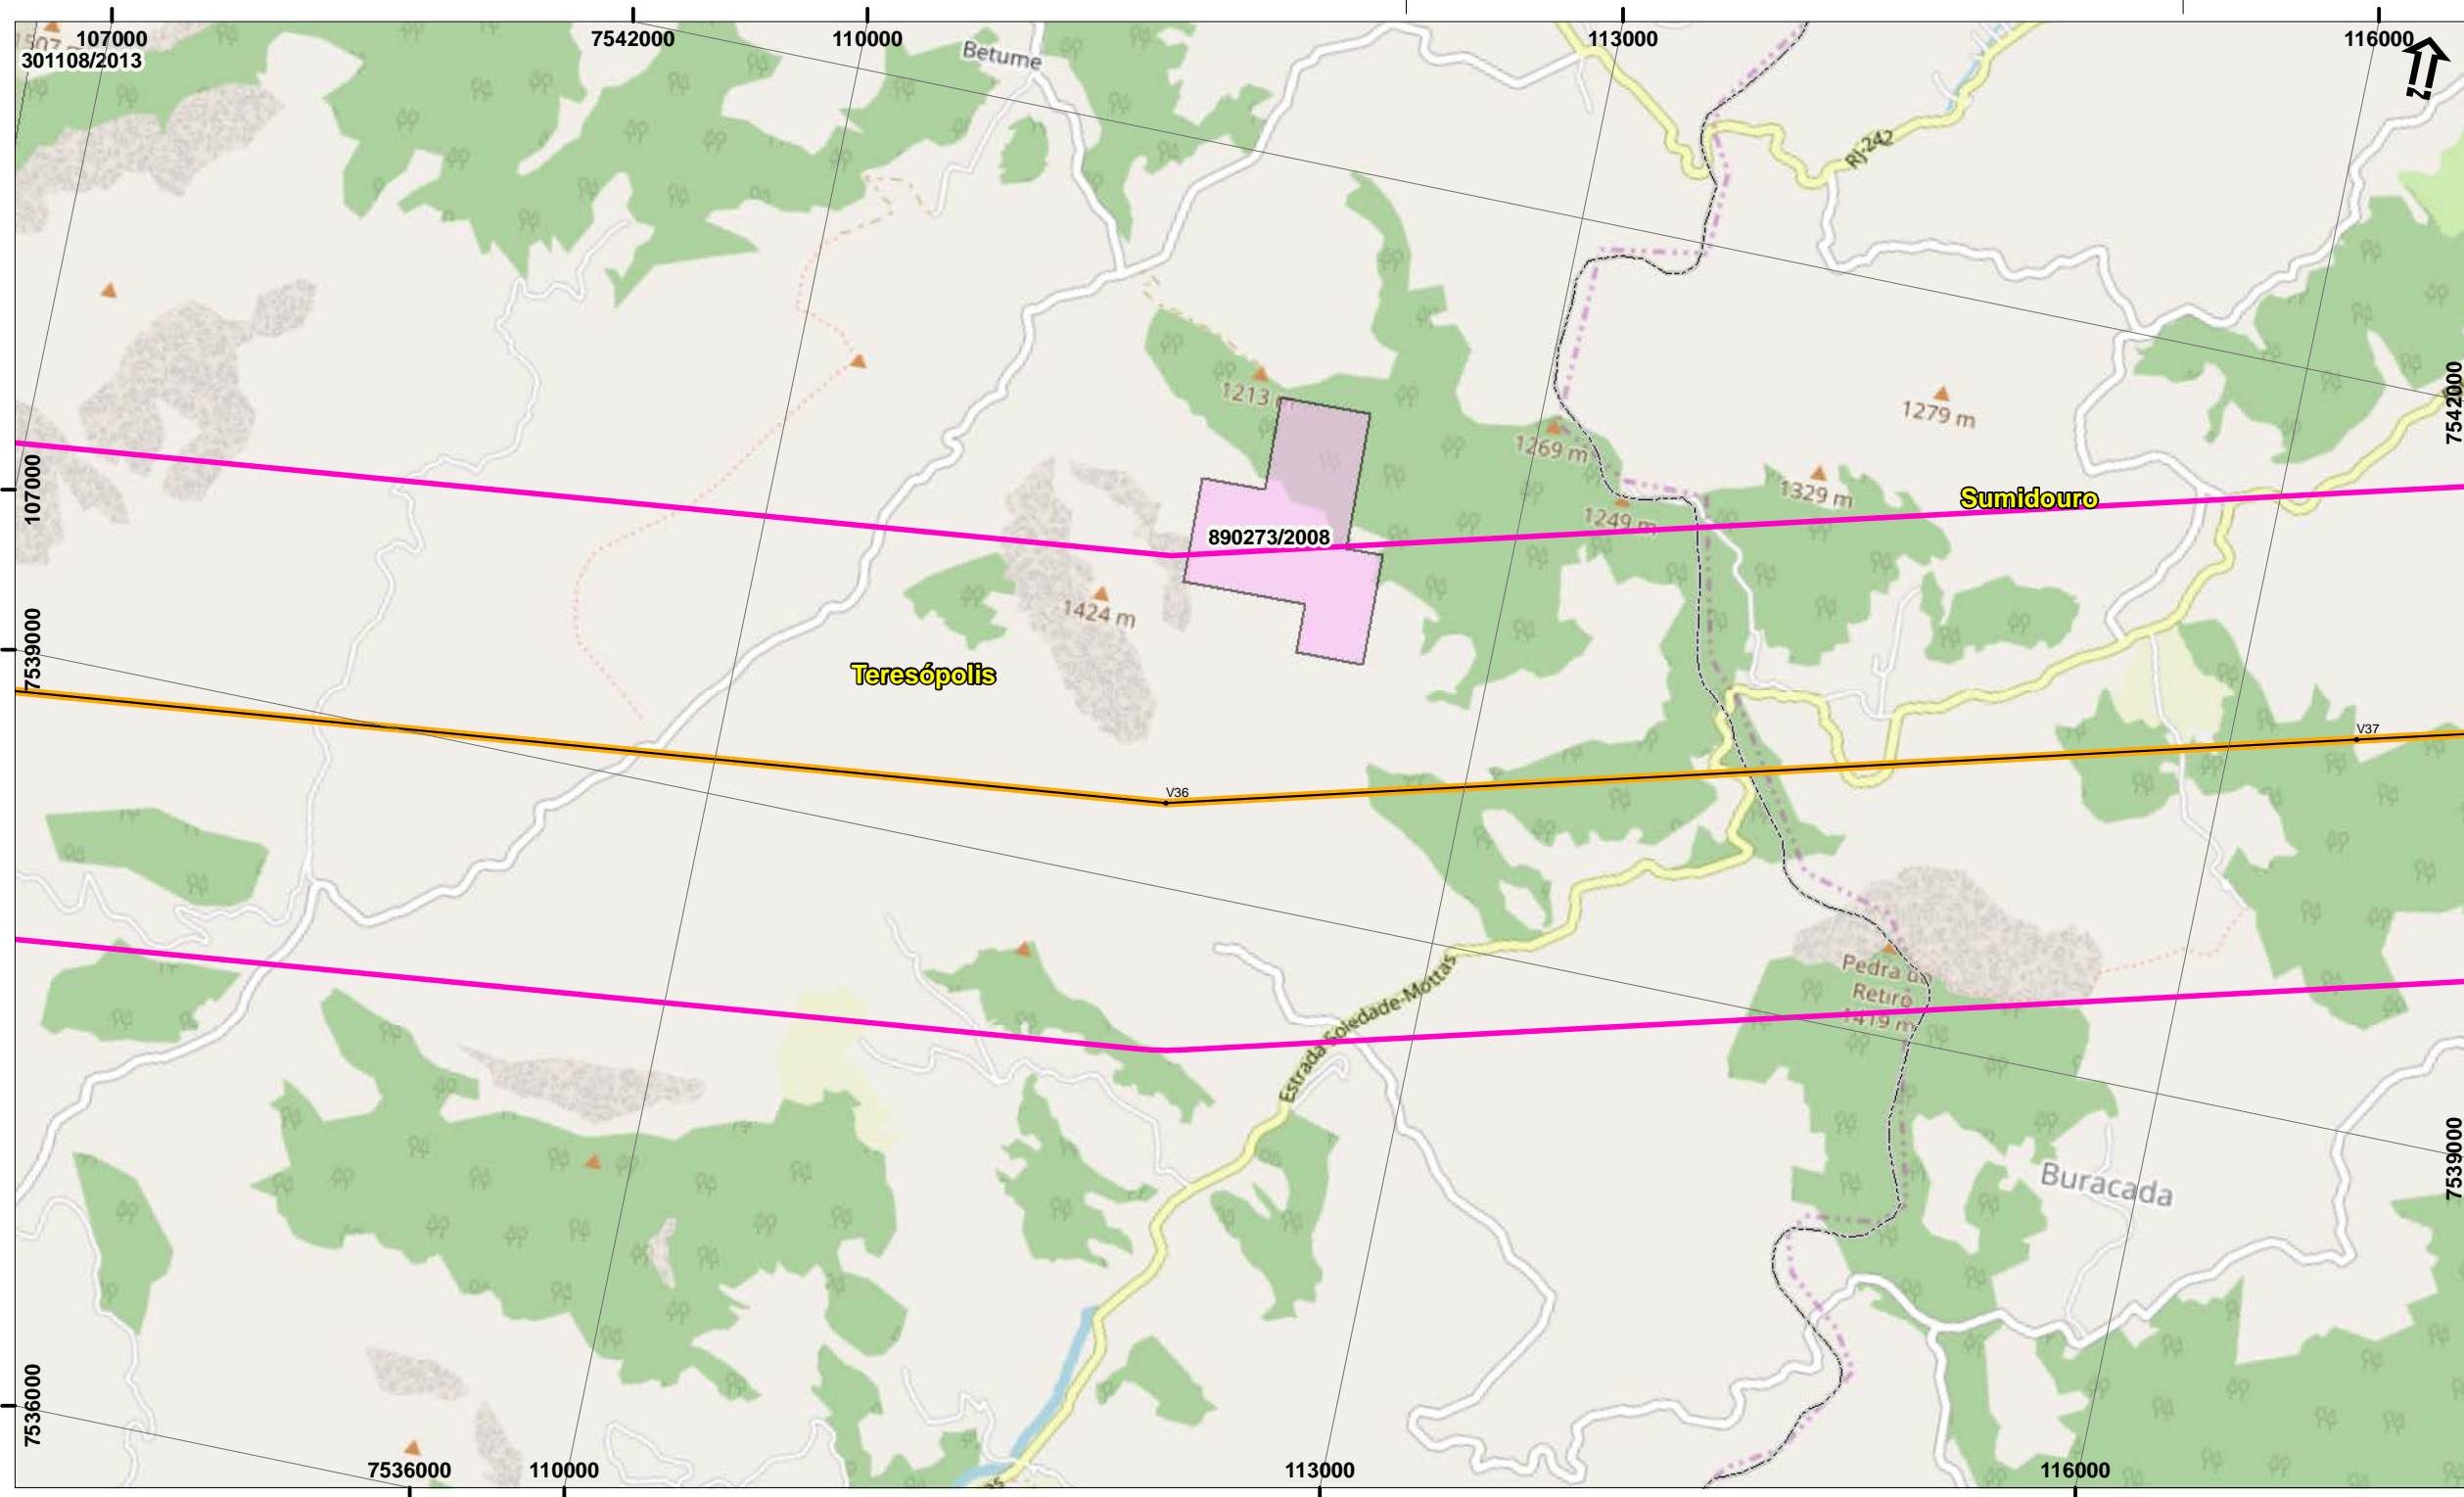 107000
7542000
110000
113000
116000
301108/2013
Betume
RJ-242
1213
1269 m
1279 m
1329 m
1249 m
Sumidouro
7542000
107000
890273/2008
1424 m
Teresópolis
7539000
V36
V37
Pedra do
Retiro
1419 m
Estrada Soledade-Mottas
Buracada
7539000
7536000
7536000
110000
113000
116000